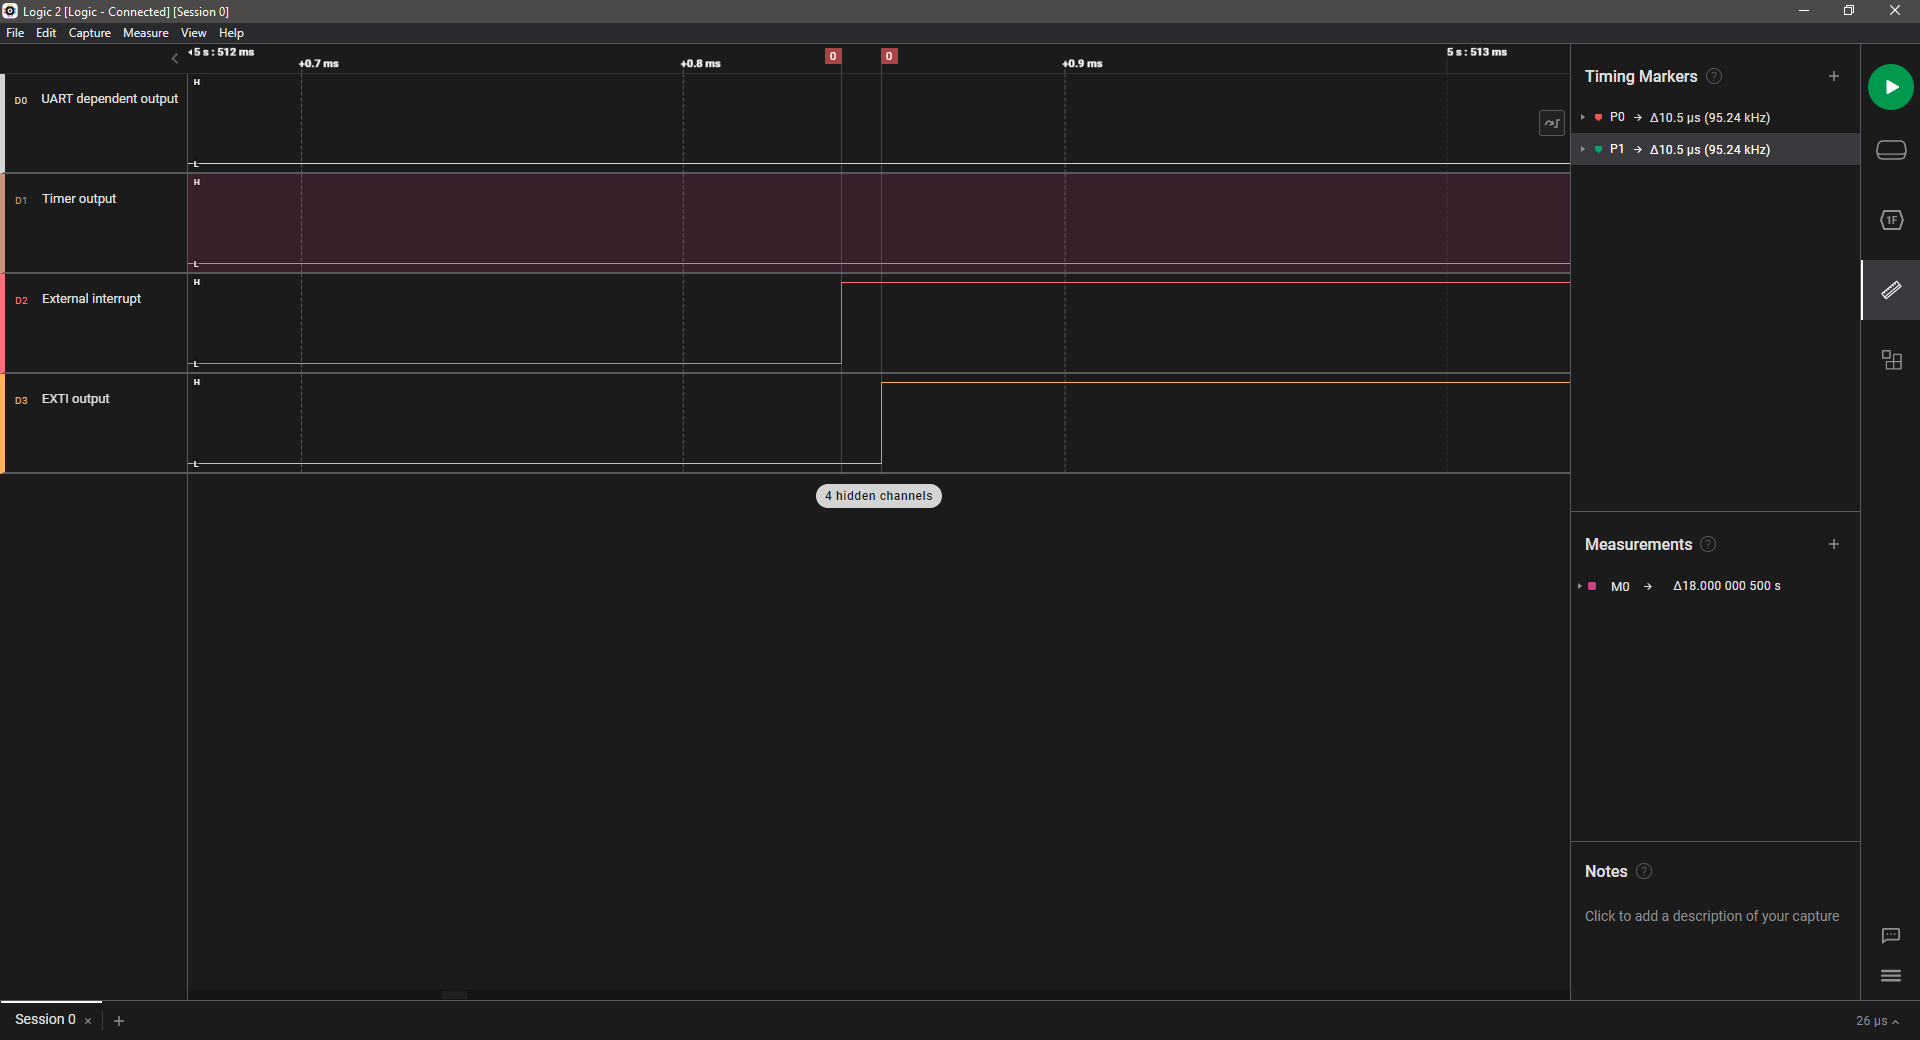 Logic 2 [Logic - Connected] [Session 0]
File Edit Capture Measure View Help
5 s : 512 ms
+0.7 ms
+0.8 ms
0
0
+0.9 ms
5 s : 513 ms
D0 UART dependent output
H
L
D1 Timer output
H
L
D2 External interrupt
H
L
D3 EXTI output
H
L
4 hidden channels
Timing Markers ? +
P0 → Δ10.5 μs (95.24 kHz)
P1 → Δ10.5 μs (95.24 kHz)
1F
Measurements ? +
M0 → Δ18.000 000 500 s
Notes ?
Click to add a description of your capture
Session 0 × +
26 μs